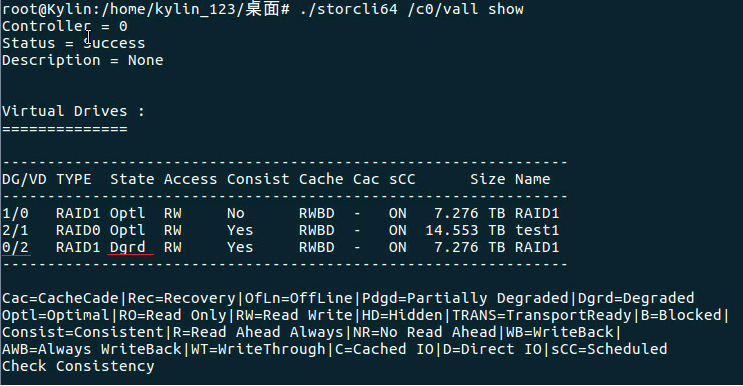 root@Kylin:/home/kylin_123/桌面# ./storcli64 /c0/vall show
Controller = 0
Status = Success
Description = None
Virtual Drives :
==============
---------------------------------------------------------------
DG/VD TYPE  State Access Consist Cache Cac sCC      Size Name
---------------------------------------------------------------
1/0   RAID1 Optl  RW     No      RWBD  -   ON   7.276 TB RAID1
2/1   RAID0 Optl  RW     Yes     RWBD  -   ON  14.553 TB test1
0/2   RAID1 Dgrd  RW     Yes     RWBD  -   ON   7.276 TB RAID1
---------------------------------------------------------------
Cac=CacheCade|Rec=Recovery|OfLn=OffLine|Pdgd=Partially Degraded|Dgrd=Degraded
Optl=Optimal|RO=Read Only|RW=Read Write|HD=Hidden|TRANS=TransportReady|B=Blocked|
Consist=Consistent|R=Read Ahead Always|NR=No Read Ahead|WB=WriteBack|
AWB=Always WriteBack|WT=WriteThrough|C=Cached IO|D=Direct IO|sCC=Scheduled
Check Consistency